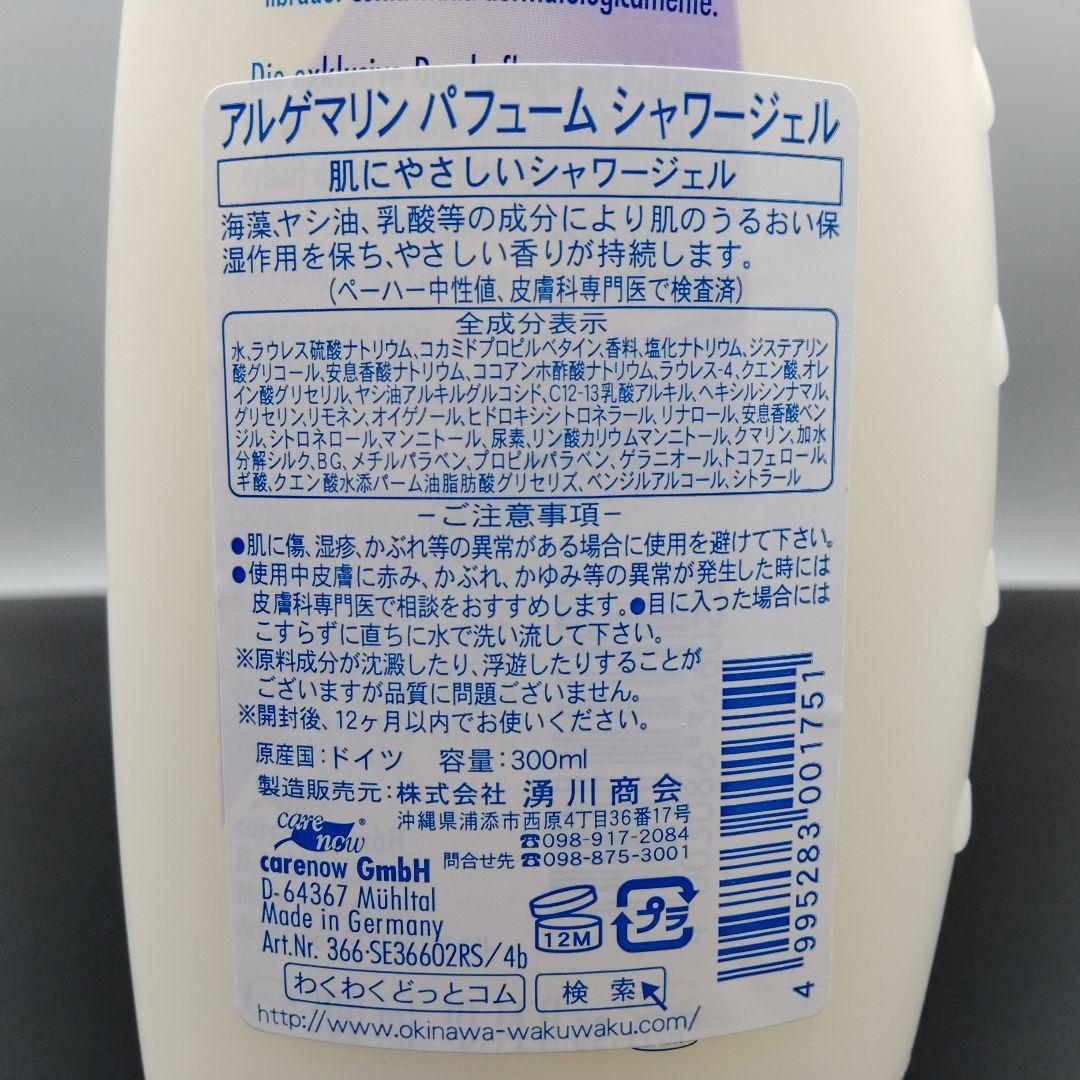 dermatologicamente.
アルゲマリン パフューム シャワージェル
肌にやさしいシャワージェル
海藻、ヤシ油、乳酸等の成分により肌のうるおい保
湿作用を保ち、やさしい香りが持続します。
(ペーハー中性値、皮膚科専門医で検査済)
全成分表示
水、ラウレス硫酸ナトリウム、コカミドプロピルベタイン、香料、塩化ナトリウム、ジステアリン
酸グリコール、安息香酸ナトリウム、ココアンホ酢酸ナトリウム、ラウレス-4、クエン酸、オレ
イン酸グリセリル、ヤシ油アルキルグルコシド、C12-13乳酸アルキル、ヘキシルシンナマル、
グリセリン、リモネン、オイゲノール、ヒドロキシシトロネラール、リナロール、安息香酸ベン
ジル、シトロネロール、マンニトール、尿素、リン酸カリウムマンニトール、クマリン、加水
分解シルク、BG、メチルパラベン、プロピルパラベン、ゲラニオール、トコフェロール、
ギ酸、クエン酸水添パーム油脂肪酸グリセリズ、ベンジルアルコール、シトラール
-ご注意事項-
●肌に傷、湿疹、かぶれ等の異常がある場合に使用を避けて下さい。
●使用中皮膚に赤み、かぶれ、かゆみ等の異常が発生した時には
皮膚科専門医で相談をおすすめします。●目に入った場合には
こすらずに直ちに水で洗い流して下さい。
※原料成分が沈澱したり、浮遊したりすることが
ございますが品質に問題ございません。
※開封後、12ヶ月以内でお使いください。
原産国:ドイツ 容量:300ml
製造販売元:株式会社 湧川商会
沖縄県浦添市西原4丁目36番17号
☎098-917-2084
問合せ先 ☎098-875-3001
care now®
carenow GmbH
D-64367 Mühltal
Made in Germany
Art.Nr. 366-SE36602RS/4b
12M
プラ
4 995283 001751
わくわくどっとコム 検索
http://www.okinawa-wakuwaku.com/